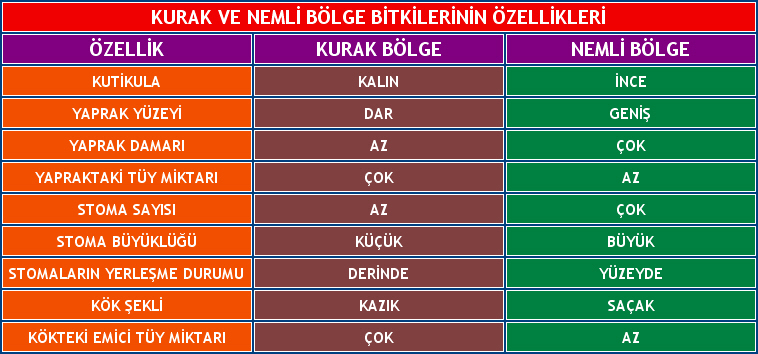 KURAK VE NEMLİ BÖLGE BİTKİLERİNİN ÖZELLİKLERİ
ÖZELLİK KURAK BÖLGE NEMLİ BÖLGE
KUTİKULA KALIN İNCE
YAPRAK YÜZEYİ DAR GENİŞ
YAPRAK DAMARI AZ ÇOK
YAPRAKTAKİ TÜY MİKTARI ÇOK AZ
STOMA SAYISI AZ ÇOK
STOMA BÜYÜKLÜĞÜ KÜÇÜK BÜYÜK
STOMALARIN YERLEŞME DURUMU DERİNDE YÜZEYDE
KÖK ŞEKLİ KAZIK SAÇAK
KÖKTEKİ EMİCİ TÜY MİKTARI ÇOK AZ